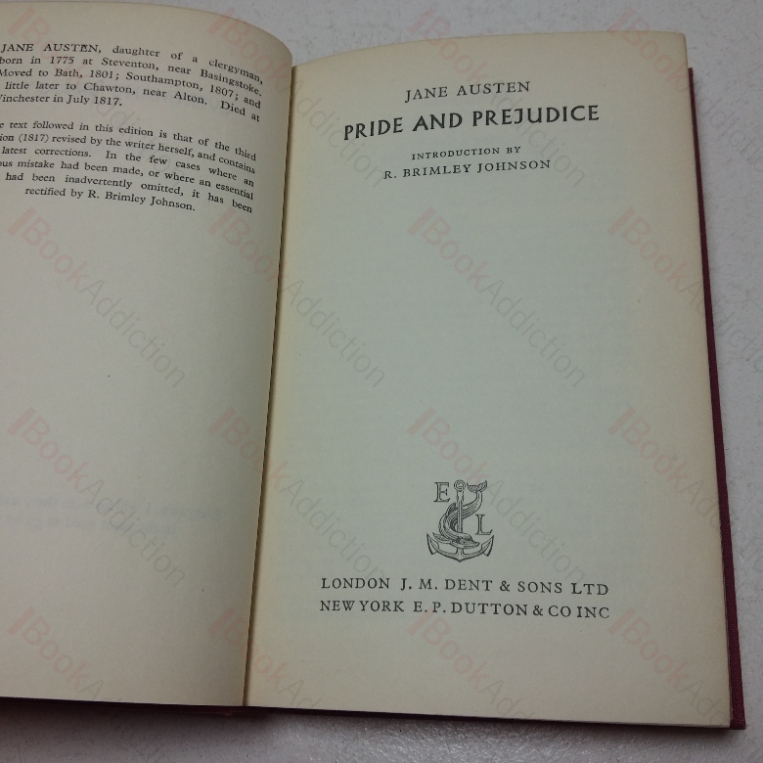 JANE AUSTEN, daughter of a clergyman,
born in 1775 at Steventon, near Basingstoke.
Moved to Bath, 1801; Southampton, 1807; and
little later to Chawton, near Alton. Died at
Winchester in July 1817.
text followed in this edition is that of the third
(1817) revised by the writer herself, and contains
latest corrections. In the few cases where an
mistake had been made, or where an essential
had been inadvertently omitted, it has been
rectified by R. Brimley Johnson.
JANE AUSTEN
PRIDE AND PREJUDICE
INTRODUCTION BY
R. BRIMLEY JOHNSON
E L
LONDON J. M. DENT & SONS LTD
NEW YORK E. P. DUTTON & CO INC
BookAddiction